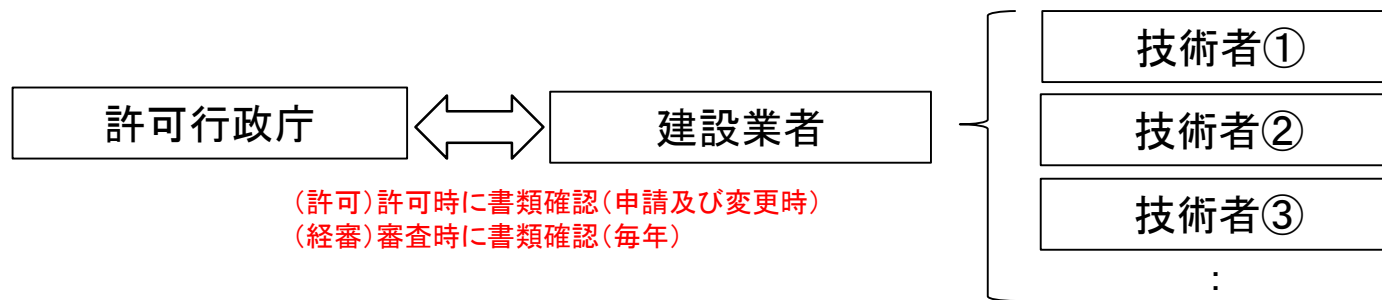 許可行政庁
建設業者
(許可)許可時に書類確認(申請及び変更時)
(経審)審査時に書類確認(毎年)
技術者①
技術者②
技術者③
: